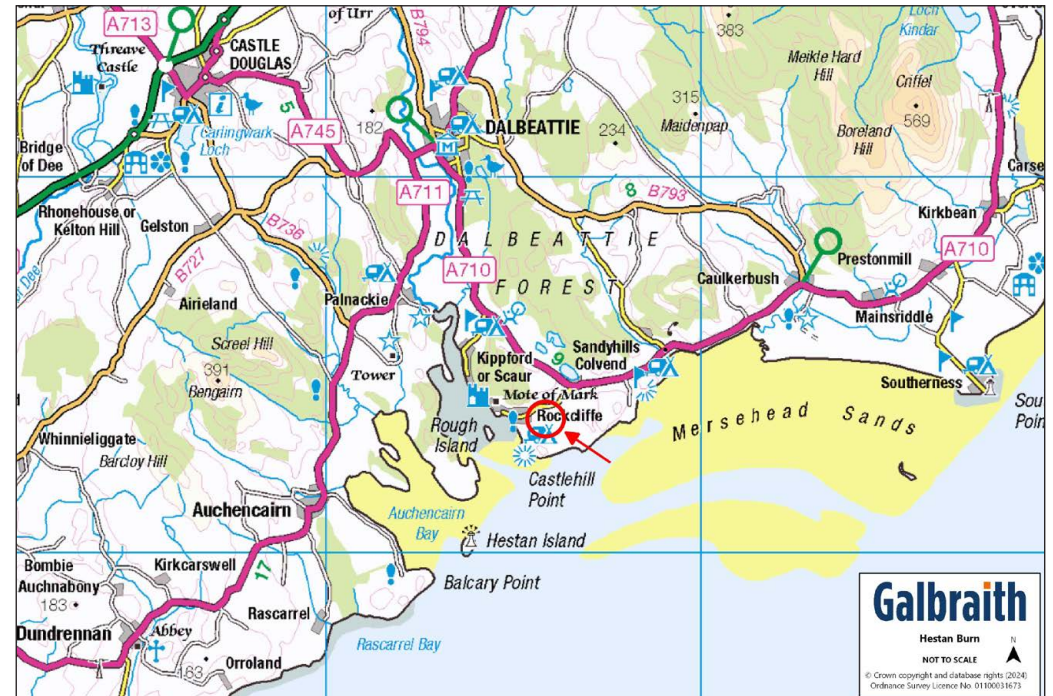 A713
Threave
Castle
CASTLE
DOUGLAS
of Urr
B794
383
Loch
Kindar
Meikle Hard
Hill
Criffel
569
Boreland
Hill
315
Maidenpap
234
5
A745
182
i
Carlingwark
Loch
M
DALBEATTIE
Bridge
of Dee
Carse
Rhonehouse or
Kelton Hill
Gelston
B736
A711
8
B793
Kirkbean
DALBEATTIE
FOREST
A710
A710
Dee
B727
Airieland
Palnackie
Caulkerbush
Prestonmill
Mainsriddle
Screel Hill
391
Bengairn
Tower
Kippford
or Scaur
9
Sandyhills
Colvend
Southerness
Mote of Mark
Rockcliffe
Rough
Island
Mersehead Sands
Sou
Poin
Whinnieliggate
Barcloy Hill
Castlehill
Point
Auchencairn
Auchencairn
Bay
Hestan Island
Bombie
Auchnabony
183
Kirkcarswell
17
Balcary Point
Rascarrel
Dundrennan
Abbey
Rascarrel Bay
163
Orroland
Galbraith
Hestan Burn
N
NOT TO SCALE
© Crown copyright and database rights (2024)
Ordnance Survey Licence No. 01100031673